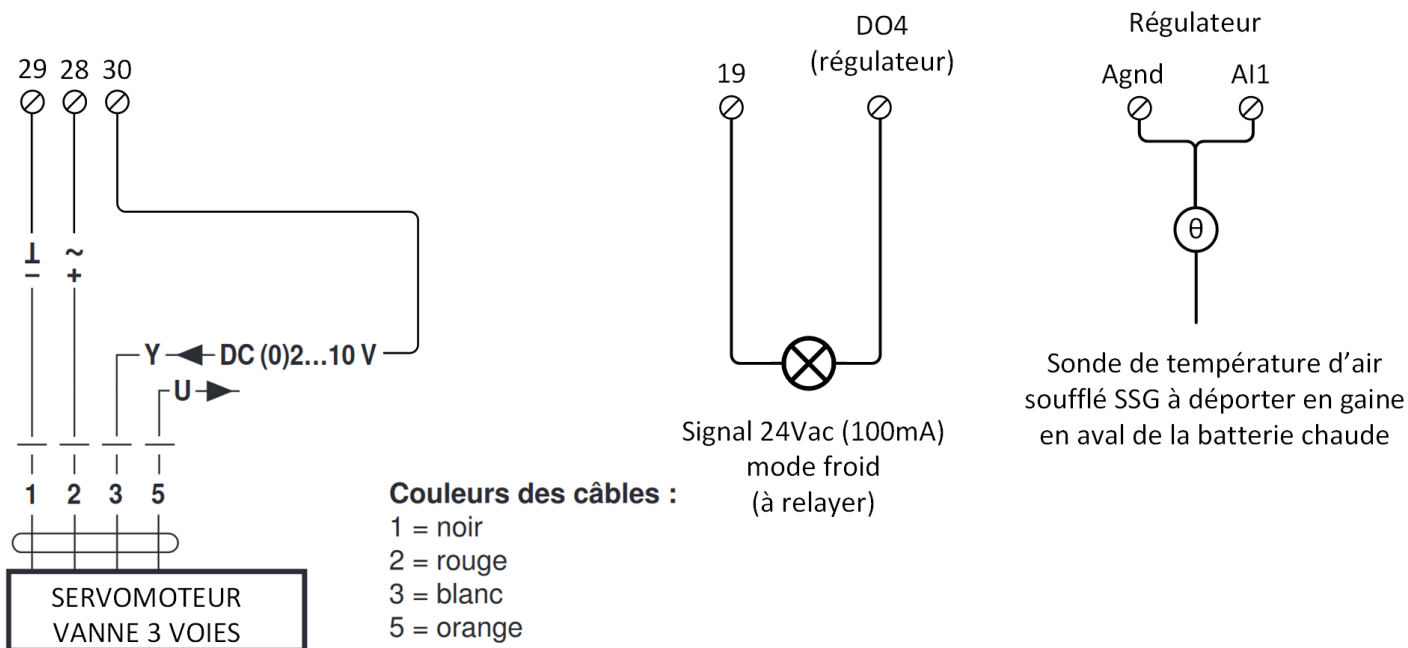 29 28 30
⊥ ~
− +
Y DC (0)2...10 V
U
1 2 3 5
SERVOMOTEUR
VANNE 3 VOIES
Couleurs des câbles :
1 = noir
2 = rouge
3 = blanc
5 = orange
19
DO4
(régulateur)
Signal 24Vac (100mA)
mode froid
(à relayer)
Régulateur
Agnd AI1
θ
Sonde de température d’air
soufflé SSG à déporter en gaine
en aval de la batterie chaude